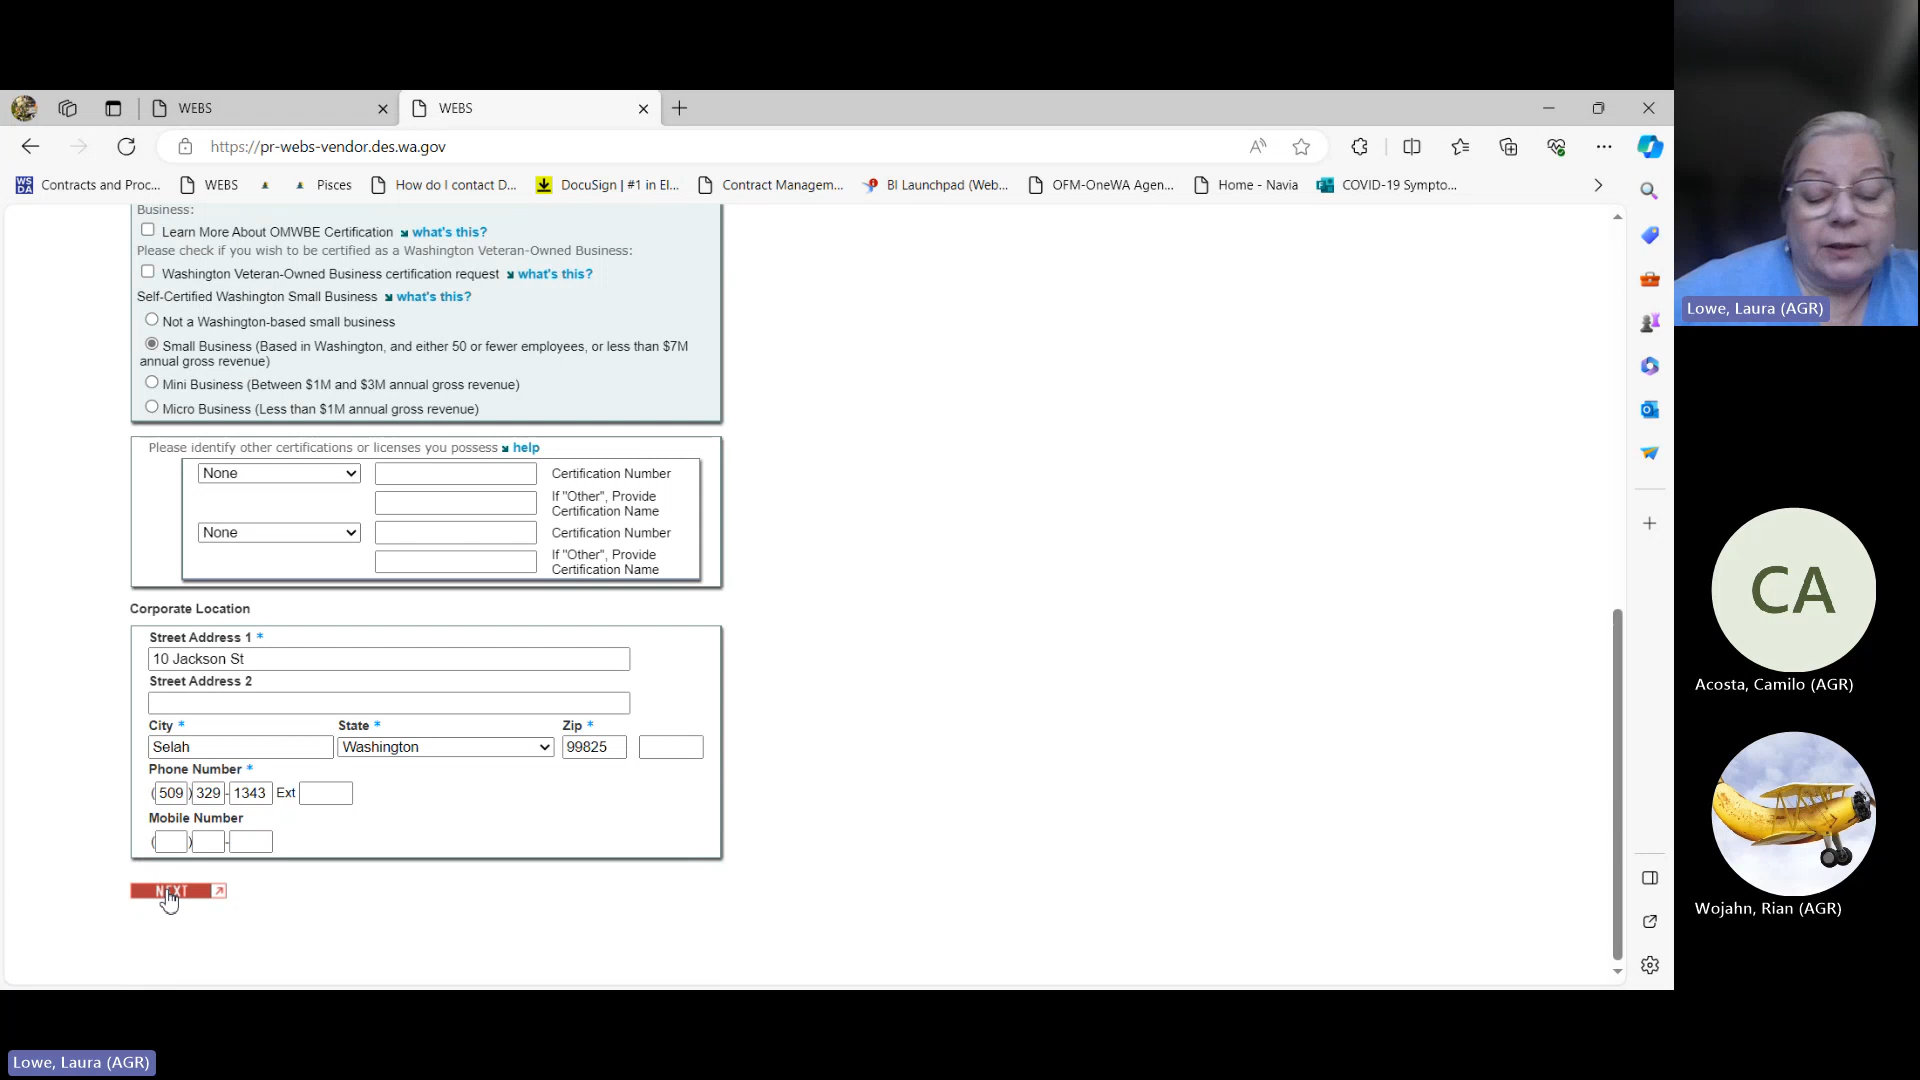 WEBS
WEBS
https://pr-webs-vendor.des.wa.gov
Contracts and Proc...
WEBS
Pisces
How do I contact D...
DocuSign | #1 in El...
Contract Managem...
BI Launchpad (Web...
OFM-OneWA Agen...
Home - Navia
COVID-19 Sympto...
Business:
Learn More About OMWBE Certification what's this?
Please check if you wish to be certified as a Washington Veteran-Owned Business:
Washington Veteran-Owned Business certification request what's this?
Self-Certified Washington Small Business what's this?
Not a Washington-based small business
Small Business (Based in Washington, and either 50 or fewer employees, or less than $7M
annual gross revenue)
Mini Business (Between $1M and $3M annual gross revenue)
Micro Business (Less than $1M annual gross revenue)
Please identify other certifications or licenses you possess help
None Certification Number
If "Other", Provide
Certification Name
None Certification Number
If "Other", Provide
Certification Name
Corporate Location
Street Address 1 *
10 Jackson St
Street Address 2
City * State * Zip *
Selah Washington 99825
Phone Number *
(509) 329 - 1343 Ext
Mobile Number
( ) -
NEXT
Lowe, Laura (AGR)
CA
Acosta, Camilo (AGR)
Wojahn, Rian (AGR)
Lowe, Laura (AGR)